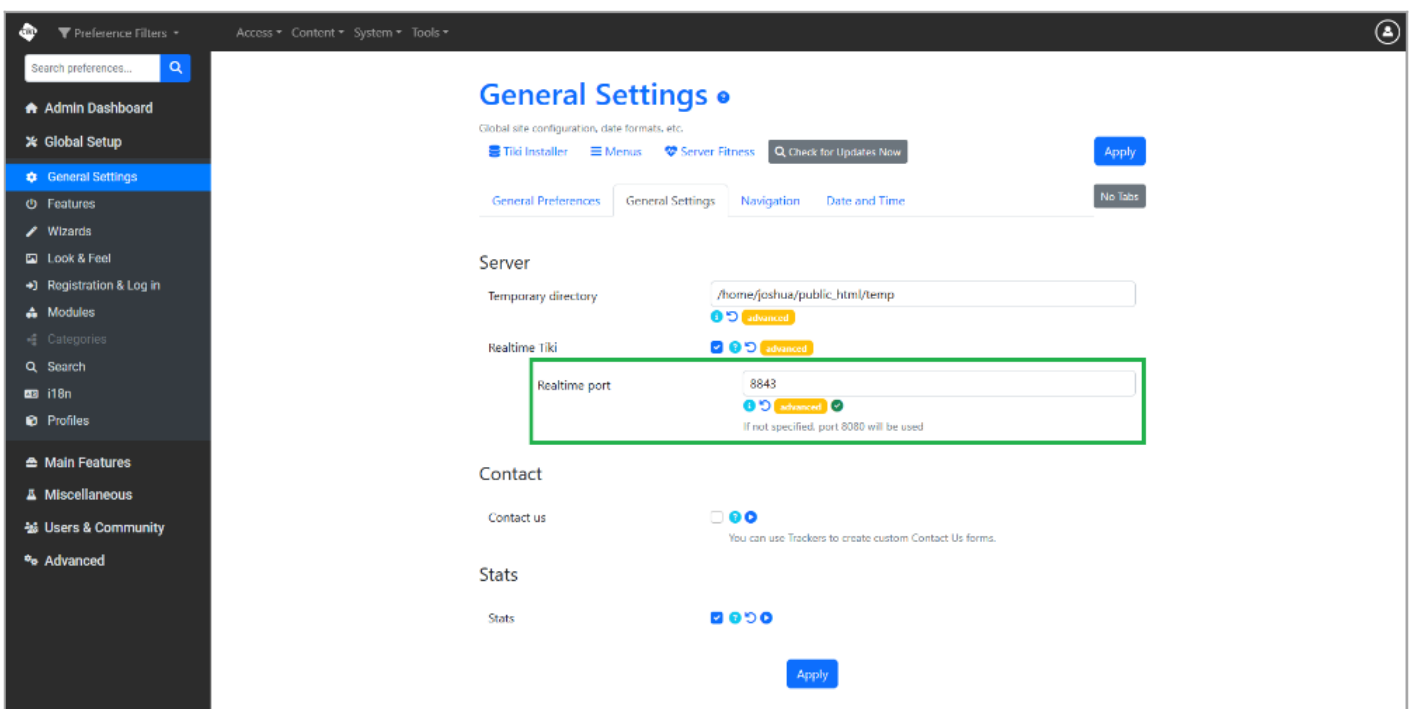 TIKI Preference Filters Access Content System Tools
Search preferences...
Admin Dashboard
Global Setup
General Settings
Features
Wizards
Look & Feel
Registration & Log in
Modules
Categories
Search
i18n
Profiles
Main Features
Miscellaneous
Users & Community
Advanced
General Settings
Global site configuration, date formats, etc.
Tiki Installer Menus Server Fitness Check for Updates Now Apply
General Preferences General Settings Navigation Date and Time No Tabs
Server
Temporary directory /home/joshua/public_html/temp
advanced
Realtime Tiki advanced
Realtime port 8843
advanced
If not specified, port 8080 will be used
Contact
Contact us
You can use Trackers to create custom Contact Us forms.
Stats
Stats
Apply